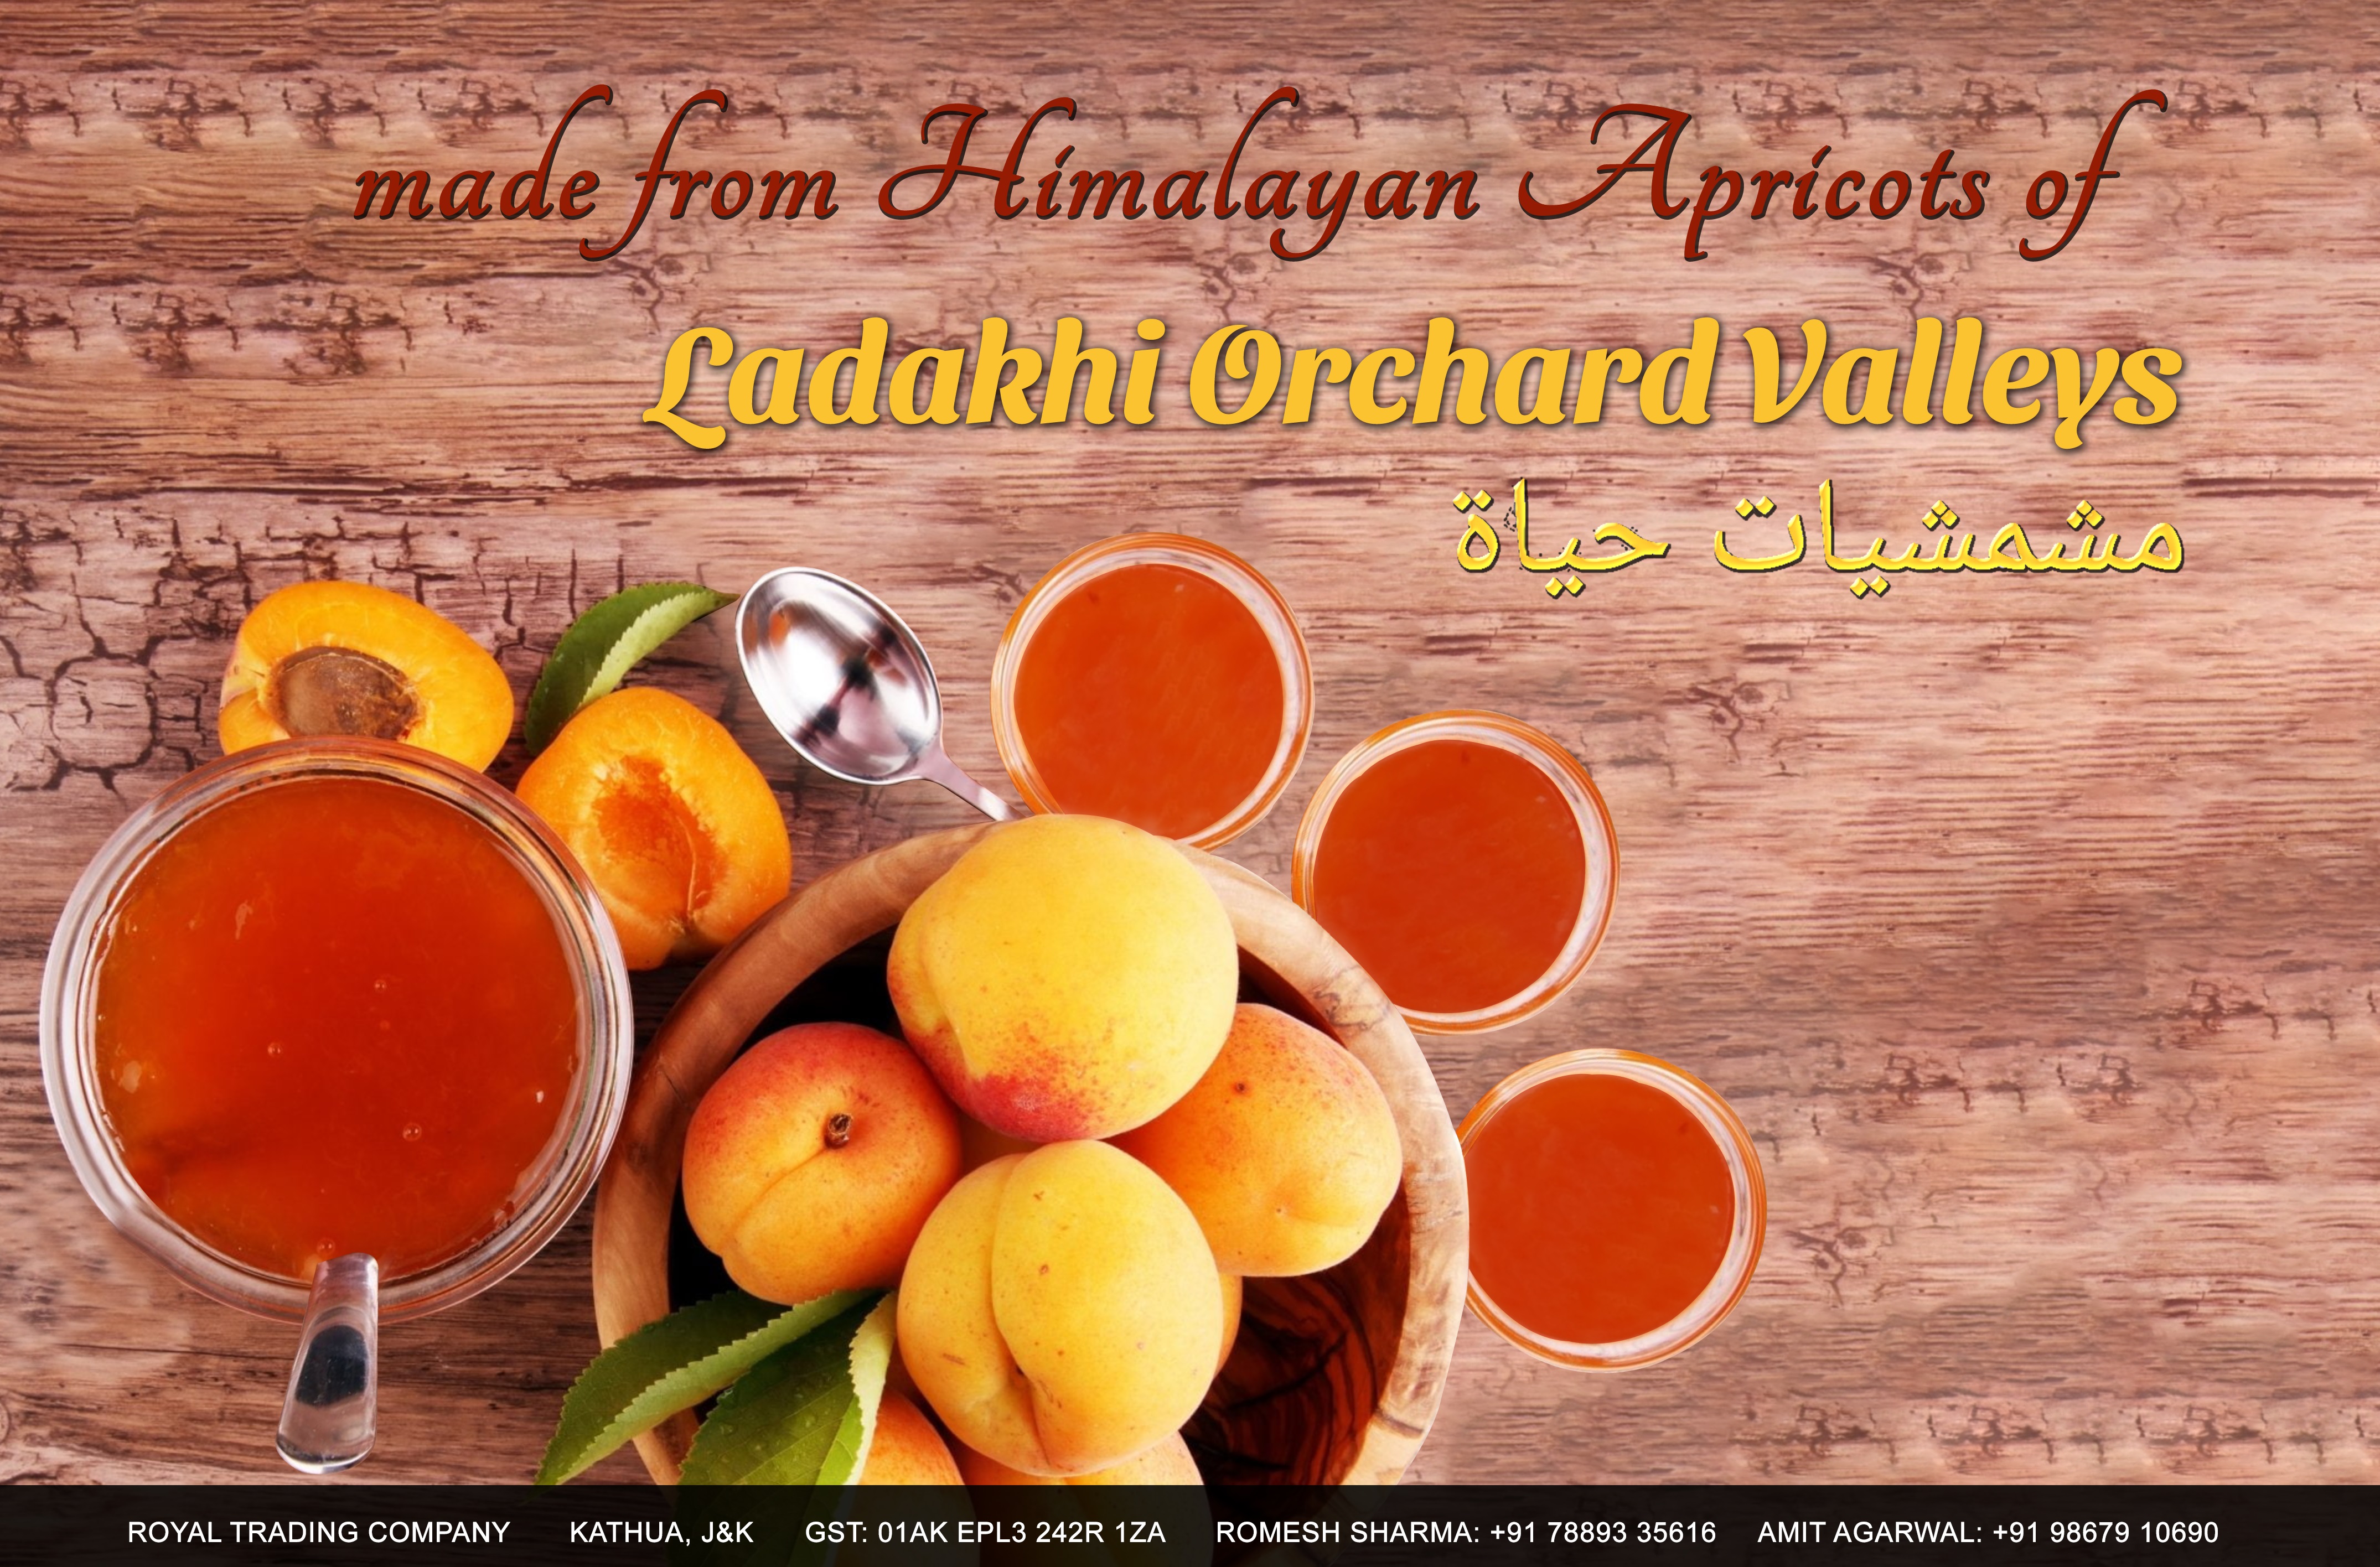 made from Himalayan Apricots of
Ladakhi Orchard Valleys
مشمشيات حياة
ROYAL TRADING COMPANY KATHUA, J&K GST: 01AK EPL3 242R 1ZA ROMESH SHARMA: +91 78893 35616 AMIT AGARWAL: +91 98679 10690